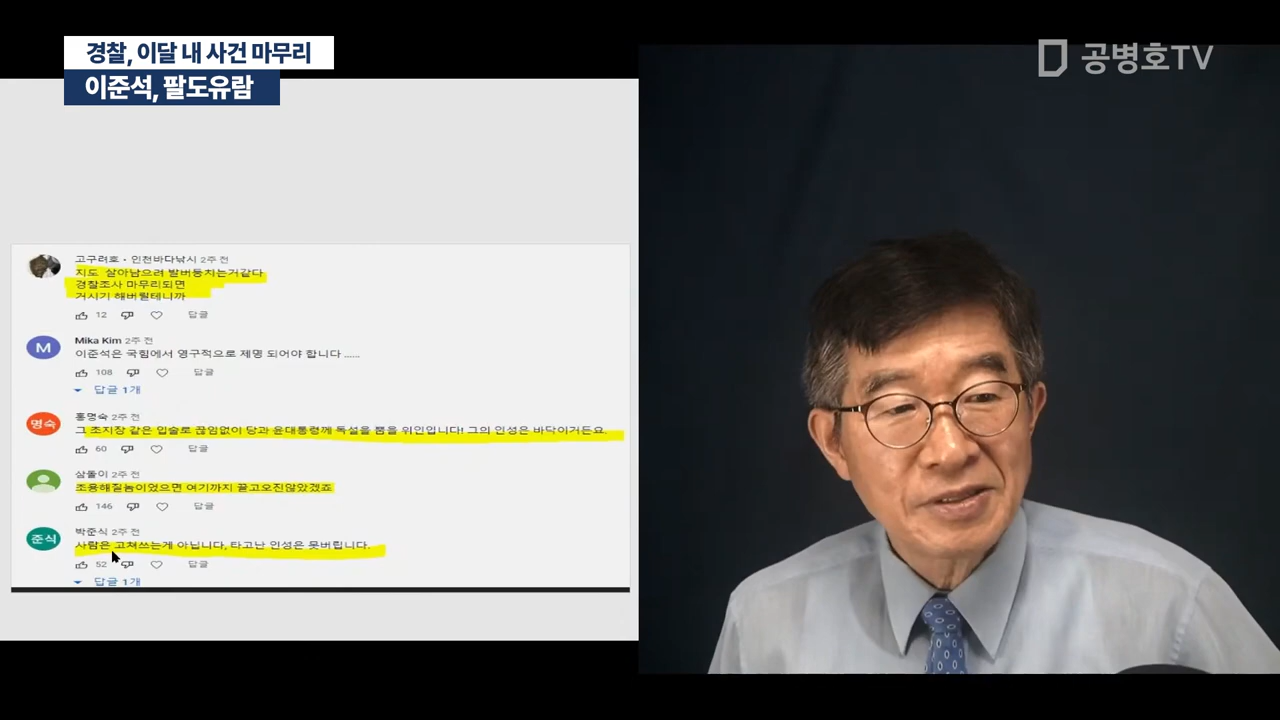 경찰, 이달 내 사건 마무리
이준석, 팔도유람
공병호TV
고구려호 · 인천바다낚시 2주 전
지도 살아남으려 발버둥치는거같다
경찰조사 마무리되면
거시기 해버릴테니까
12 답글
M
Mika Kim 2주 전
이준석은 국힘에서 영구적으로 제명 되어야 합니다 ......
108 답글
답글 1개
명숙
홍명숙 2주 전
그 조지장 같은 입술로 끊임없이 당과 윤대통령께 독설을 뿜을 위인입니다! 그의 인성은 바닥이거든요.
60 답글
삼돌이 2주 전
조용해질놈이었으면 여기까지 끌고오진않았겠죠
146 답글
준식
박준식 2주 전
사람은 고쳐쓰는게 아닙니다, 타고난 인성은 못버립니다.
52 답글
답글 1개